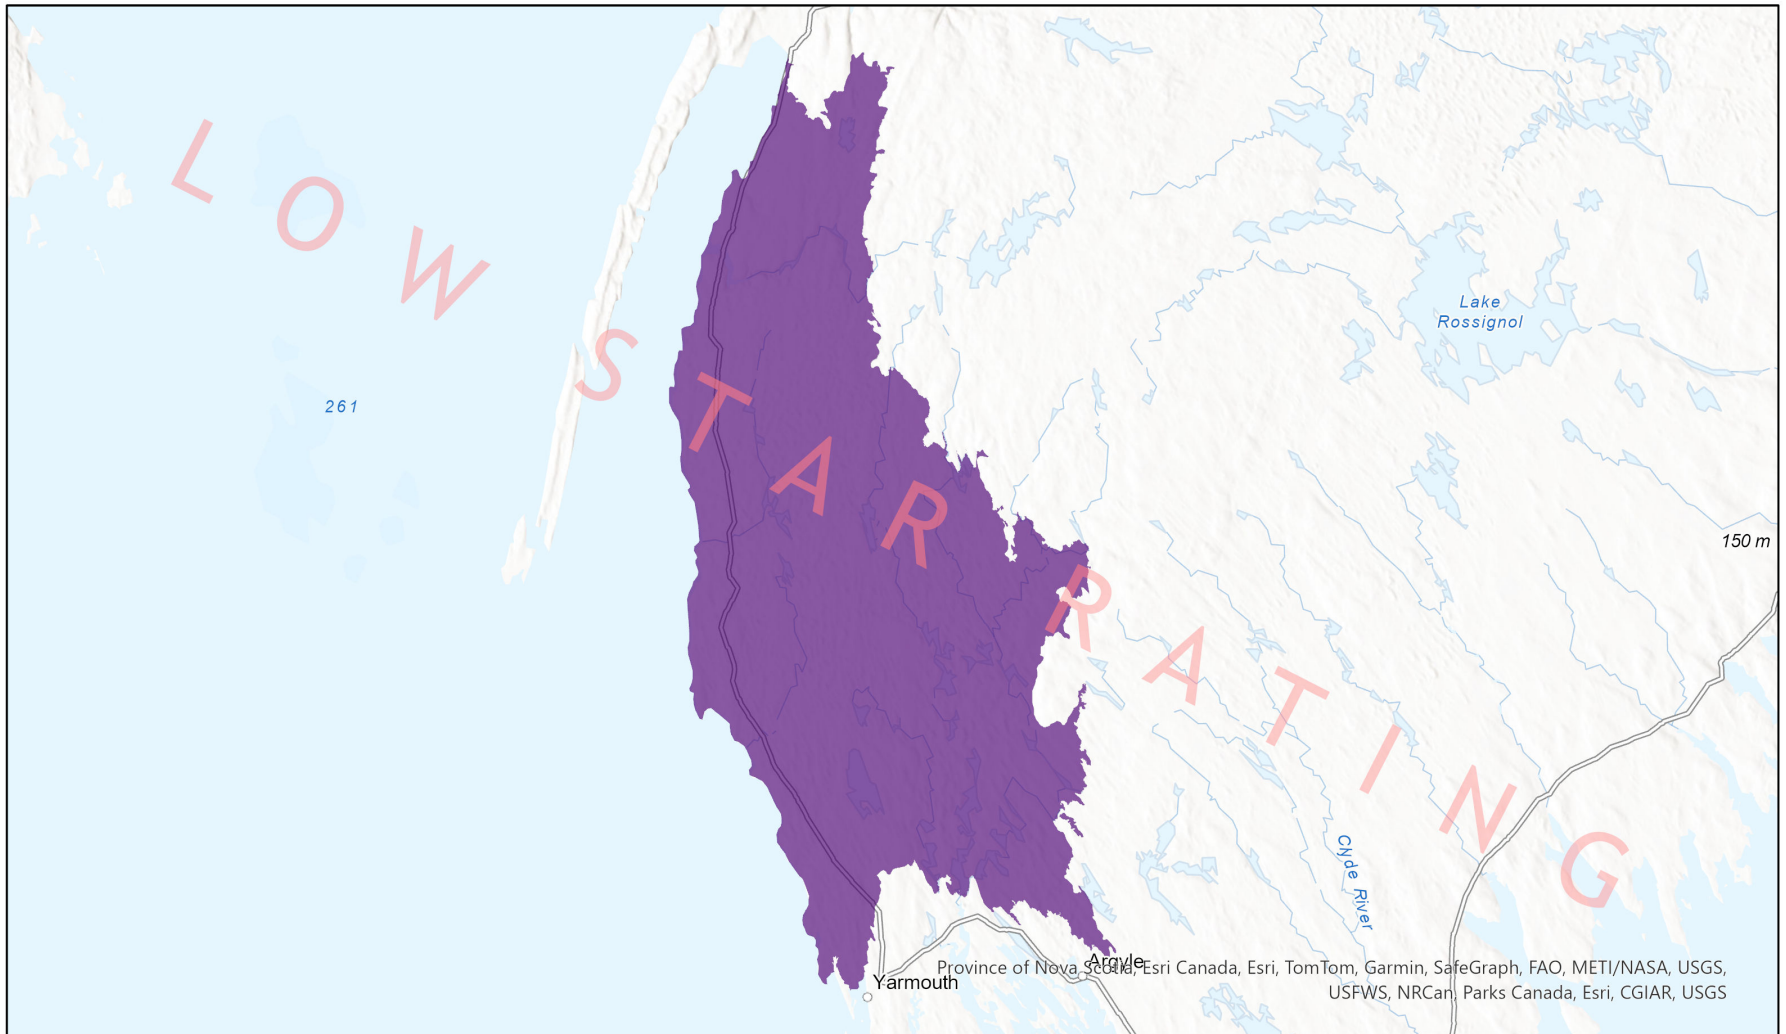 LOW STAR RATING
Lake
Rossignol
261
150 m
Clyde River
Argyle
Yarmouth
Province of Nova Scotia, Esri Canada, Esri, TomTom, Garmin, SafeGraph, FAO, METI/NASA, USGS,
USFWS, NRCan, Parks Canada, Esri, CGIAR, USGS